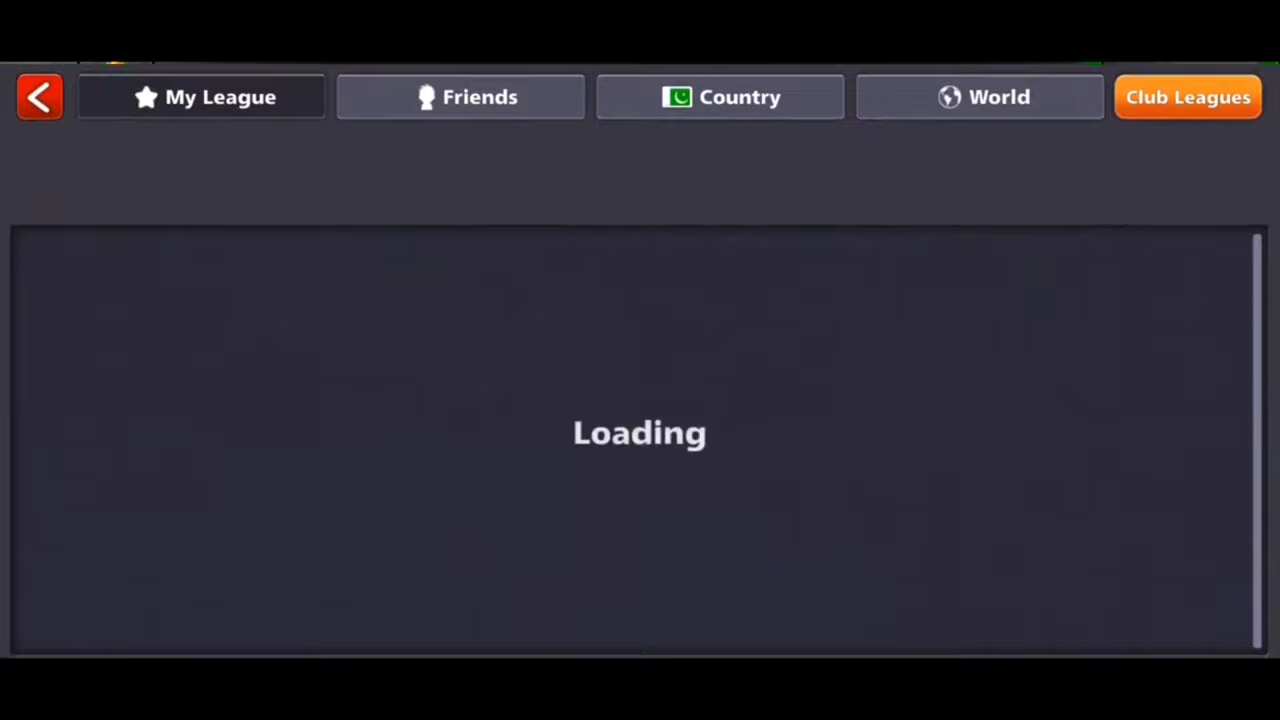 My League
Friends
Country
World
Club Leagues
Loading